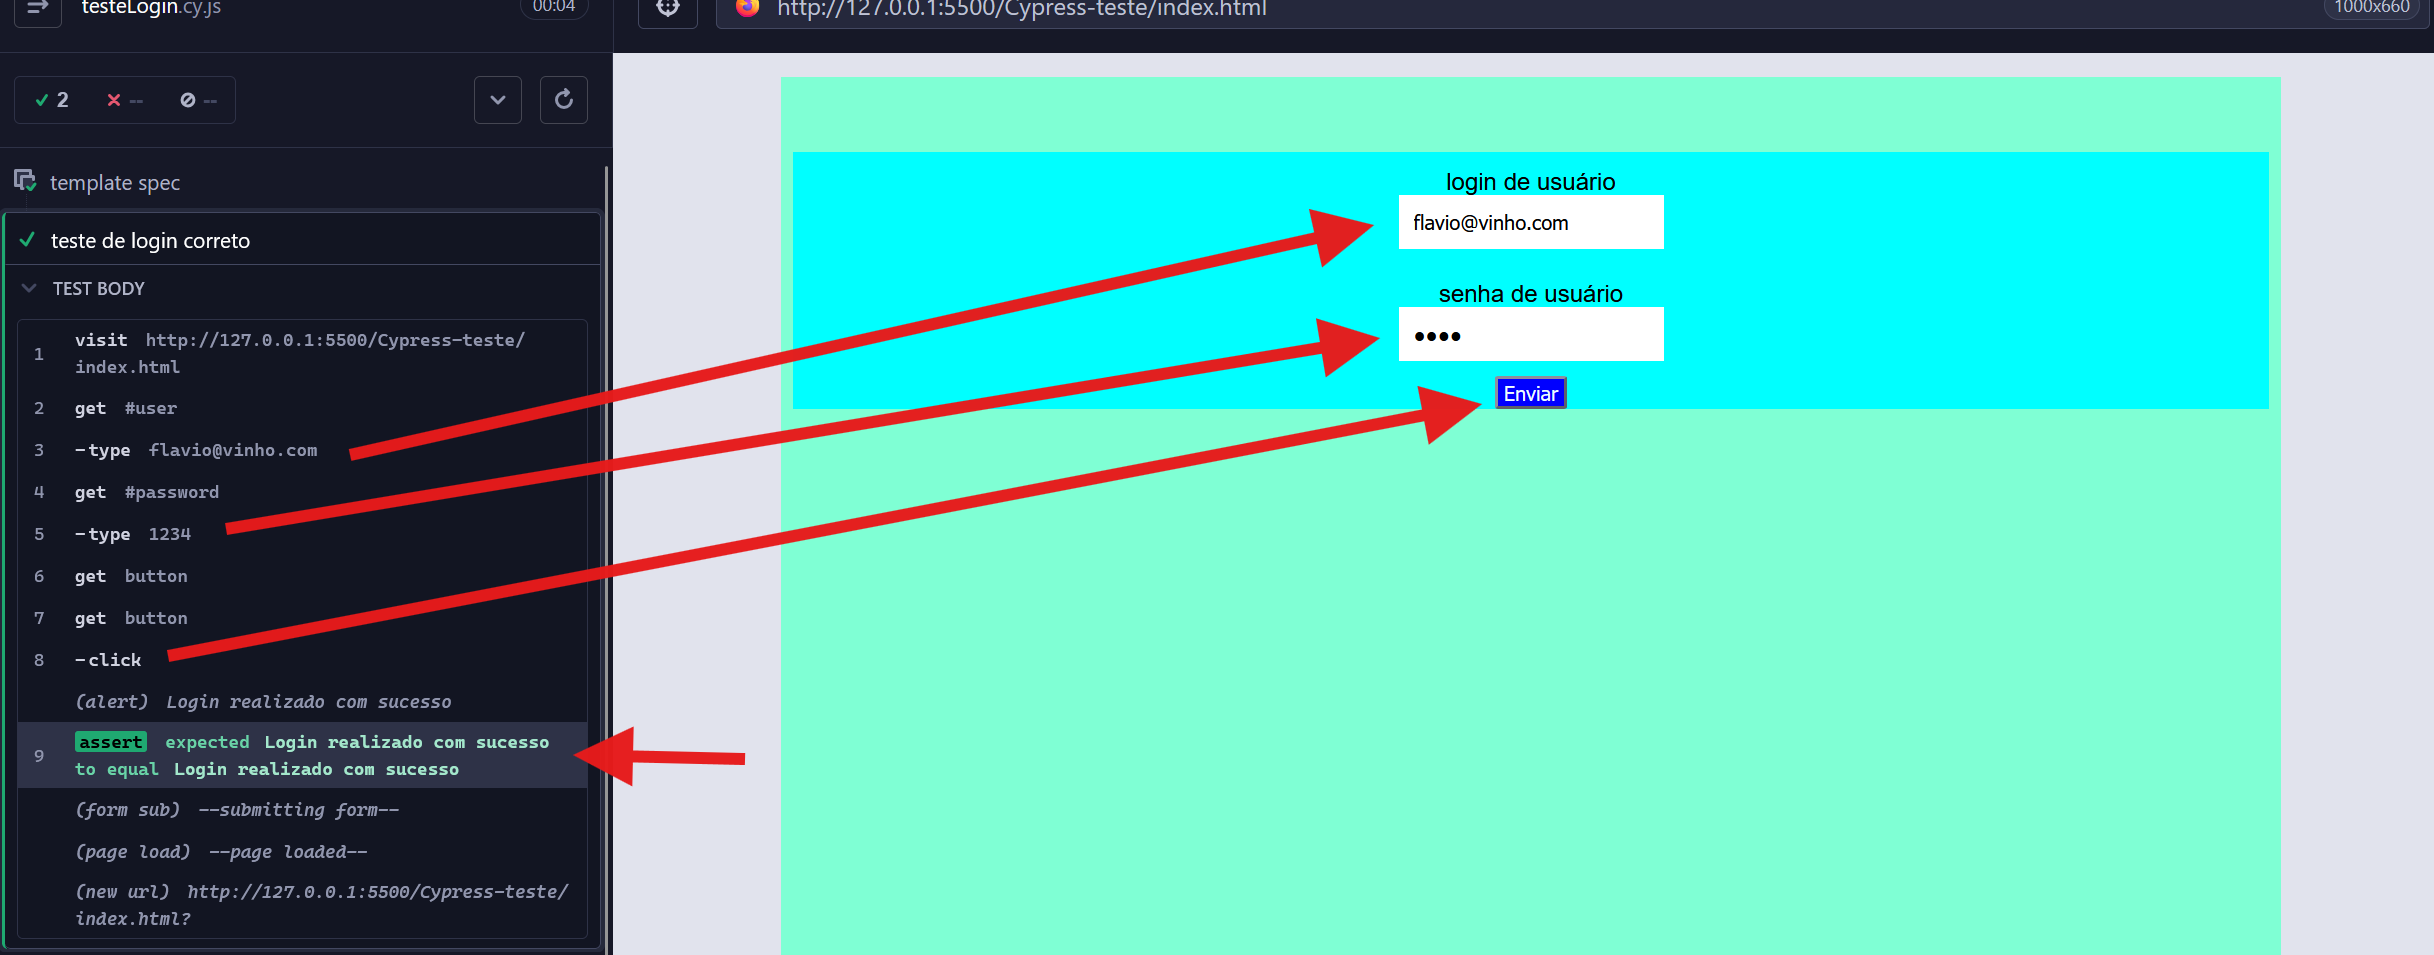 testeLogin.cy.js
00:04
2
--
--
template spec
teste de login correto
TEST BODY
1 visit http://127.0.0.1:5500/Cypress-teste/
index.html
2 get #user
3 -type flavio@vinho.com
4 get #password
5 -type 1234
6 get button
7 get button
8 -click
(alert) Login realizado com sucesso
9 assert expected Login realizado com sucesso
to equal Login realizado com sucesso
(form sub) --submitting form--
(page load) --page loaded--
(new url) http://127.0.0.1:5500/Cypress-teste/
index.html?
http://127.0.0.1:5500/Cypress-teste/index.html
1000x660
login de usuário
flavio@vinho.com
senha de usuário
••••
Enviar